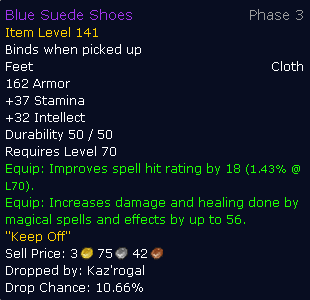 Blue Suede Shoes Phase 3
Item Level 141
Binds when picked up
Feet Cloth
162 Armor
+37 Stamina
+32 Intellect
Durability 50 / 50
Requires Level 70
Equip: Improves spell hit rating by 18 (1.43% @
L70).
Equip: Increases damage and healing done by
magical spells and effects by up to 56.
"Keep Off"
Sell Price: 3 75 42
Dropped by: Kaz'rogal
Drop Chance: 10.66%